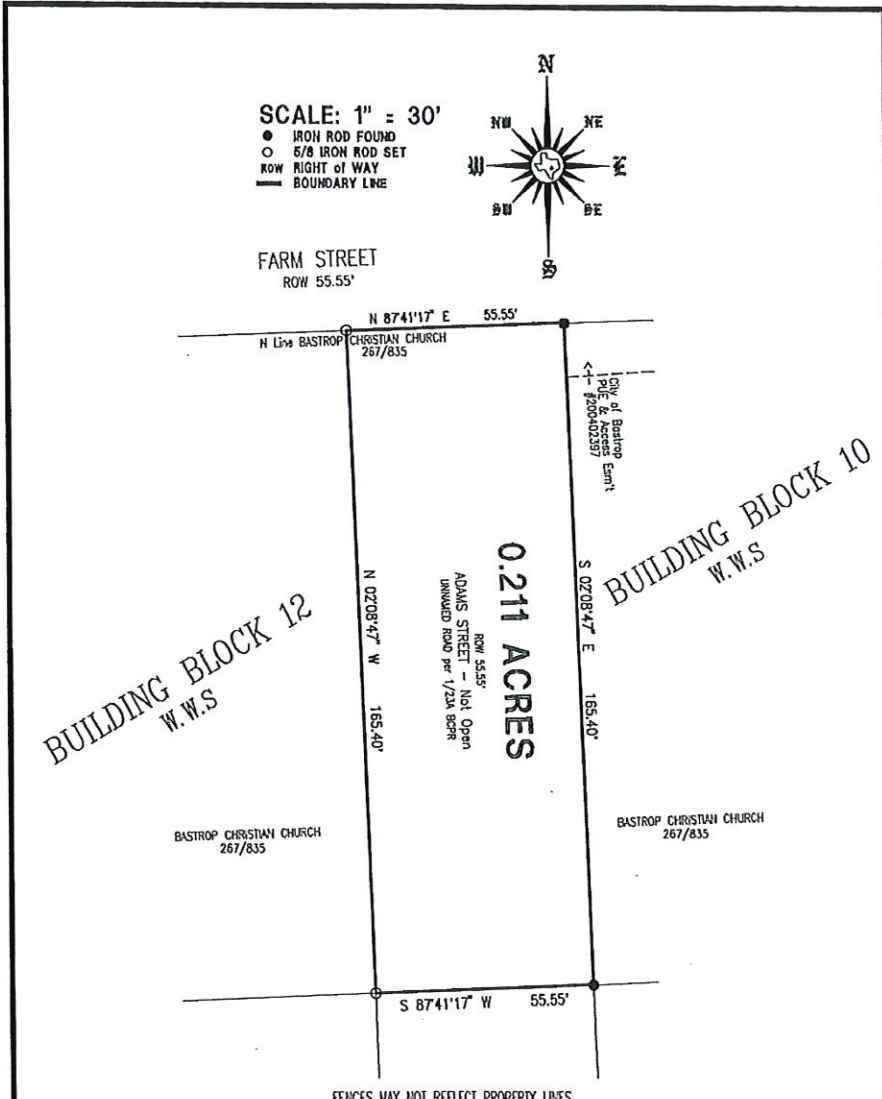 N
NW
NE
W
E
SW
SE
S
SCALE: 1" = 30'
IRON ROD FOUND
5/8 IRON ROD SET
ROW RIGHT of WAY
BOUNDARY LINE
FARM STREET
ROW 55.55'
N 87°41'17" E 55.55'
N Line BASTROP CHRISTIAN CHURCH
267/835
City of Bastrop
PUE & Access Esm't
#200402397
BUILDING BLOCK 10
W.W.S
BUILDING BLOCK 12
W.W.S
N 02°08'47" W 165.40'
0.211 ACRES
ROW 55.55'
ADAMS STREET - Not Open
UNNAMED ROAD per 1/23A BCPR
S 02°08'47" E 165.40'
BASTROP CHRISTIAN CHURCH
267/835
BASTROP CHRISTIAN CHURCH
267/835
S 87°41'17" W 55.55'
FENCES MAY NOT REFLECT PROPERTY LINES